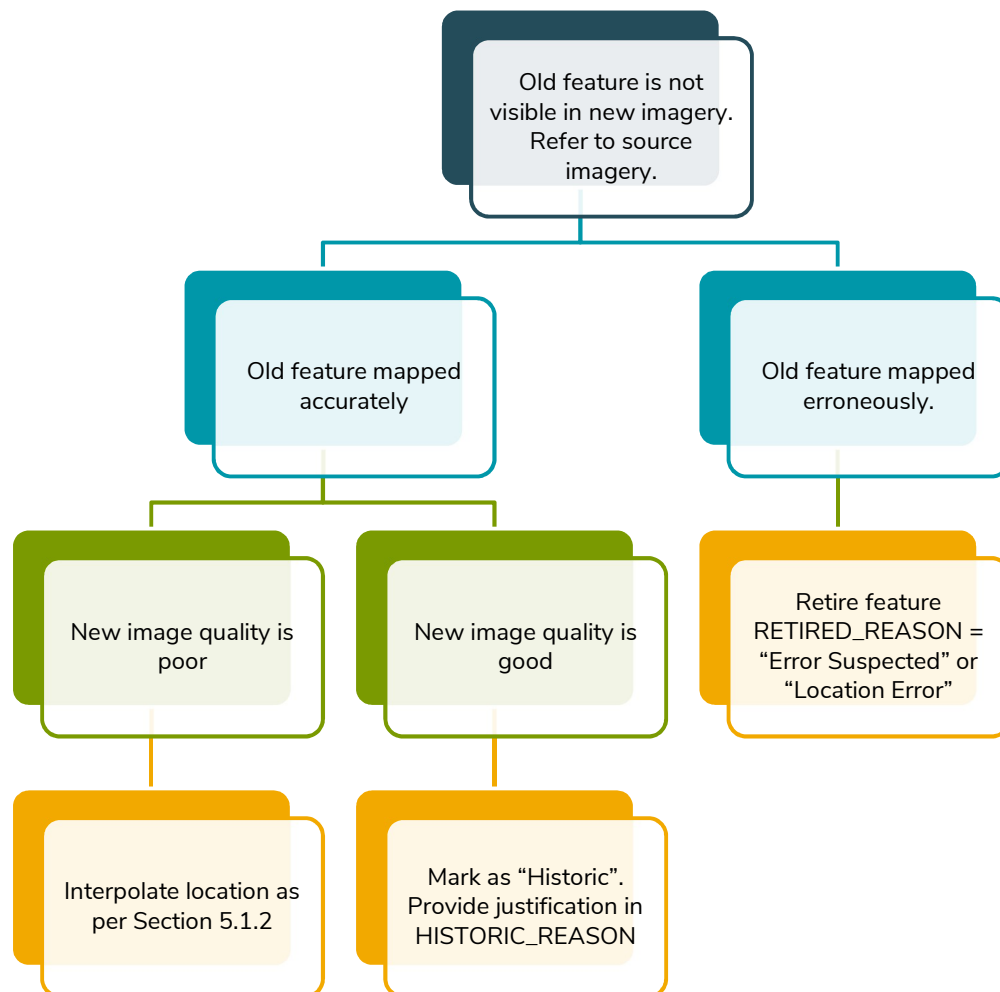 Old feature is not
visible in new imagery.
Refer to source
imagery.
Old feature mapped
accurately
Old feature mapped
erroneously.
New image quality is
poor
New image quality is
good
Retire feature
RETIRED_REASON =
“Error Suspected” or
“Location Error”
Interpolate location as
per Section 5.1.2
Mark as “Historic”.
Provide justification in
HISTORIC_REASON